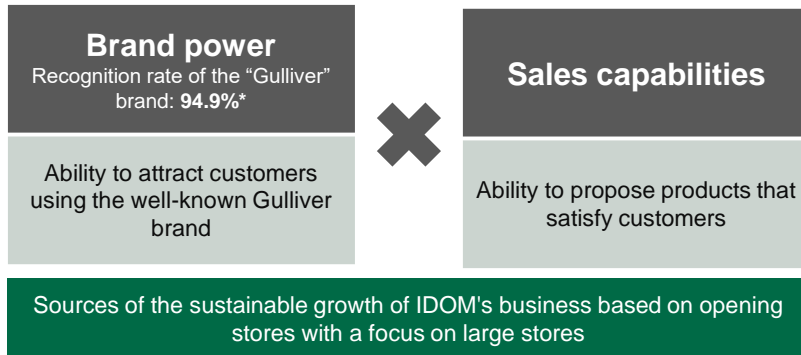 Brand power
Recognition rate of the “Gulliver”
brand: 94.9%*
Ability to attract customers
using the well-known Gulliver
brand
Sales capabilities
Ability to propose products that
satisfy customers
Sources of the sustainable growth of IDOM's business based on opening
stores with a focus on large stores